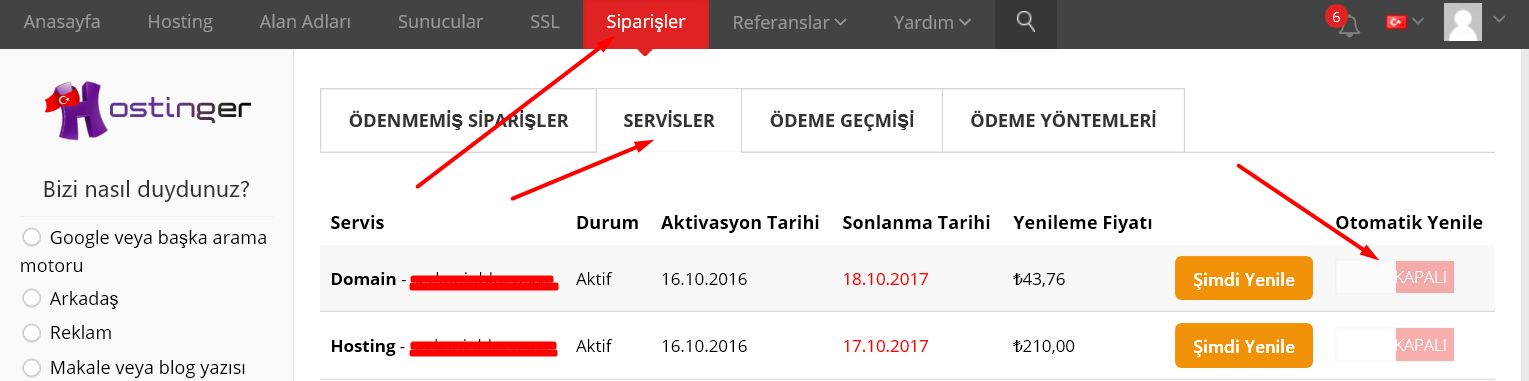 Anasayfa Hosting Alan Adları Sunucular SSL Siparişler Referanslar Yardım 6
Hostinger
ÖDENMEMİŞ SİPARİŞLER SERVİSLER ÖDEME GEÇMİŞİ ÖDEME YÖNTEMLERİ
Bizi nasıl duydunuz?
Google veya başka arama
motoru
Arkadaş
Reklam
Makale veya blog yazısı
Servis Durum Aktivasyon Tarihi Sonlanma Tarihi Yenileme Fiyatı Otomatik Yenile
Domain - Aktif 16.10.2016 18.10.2017 ₺43,76 Şimdi Yenile KAPALI
Hosting - Aktif 16.10.2016 17.10.2017 ₺210,00 Şimdi Yenile KAPALI